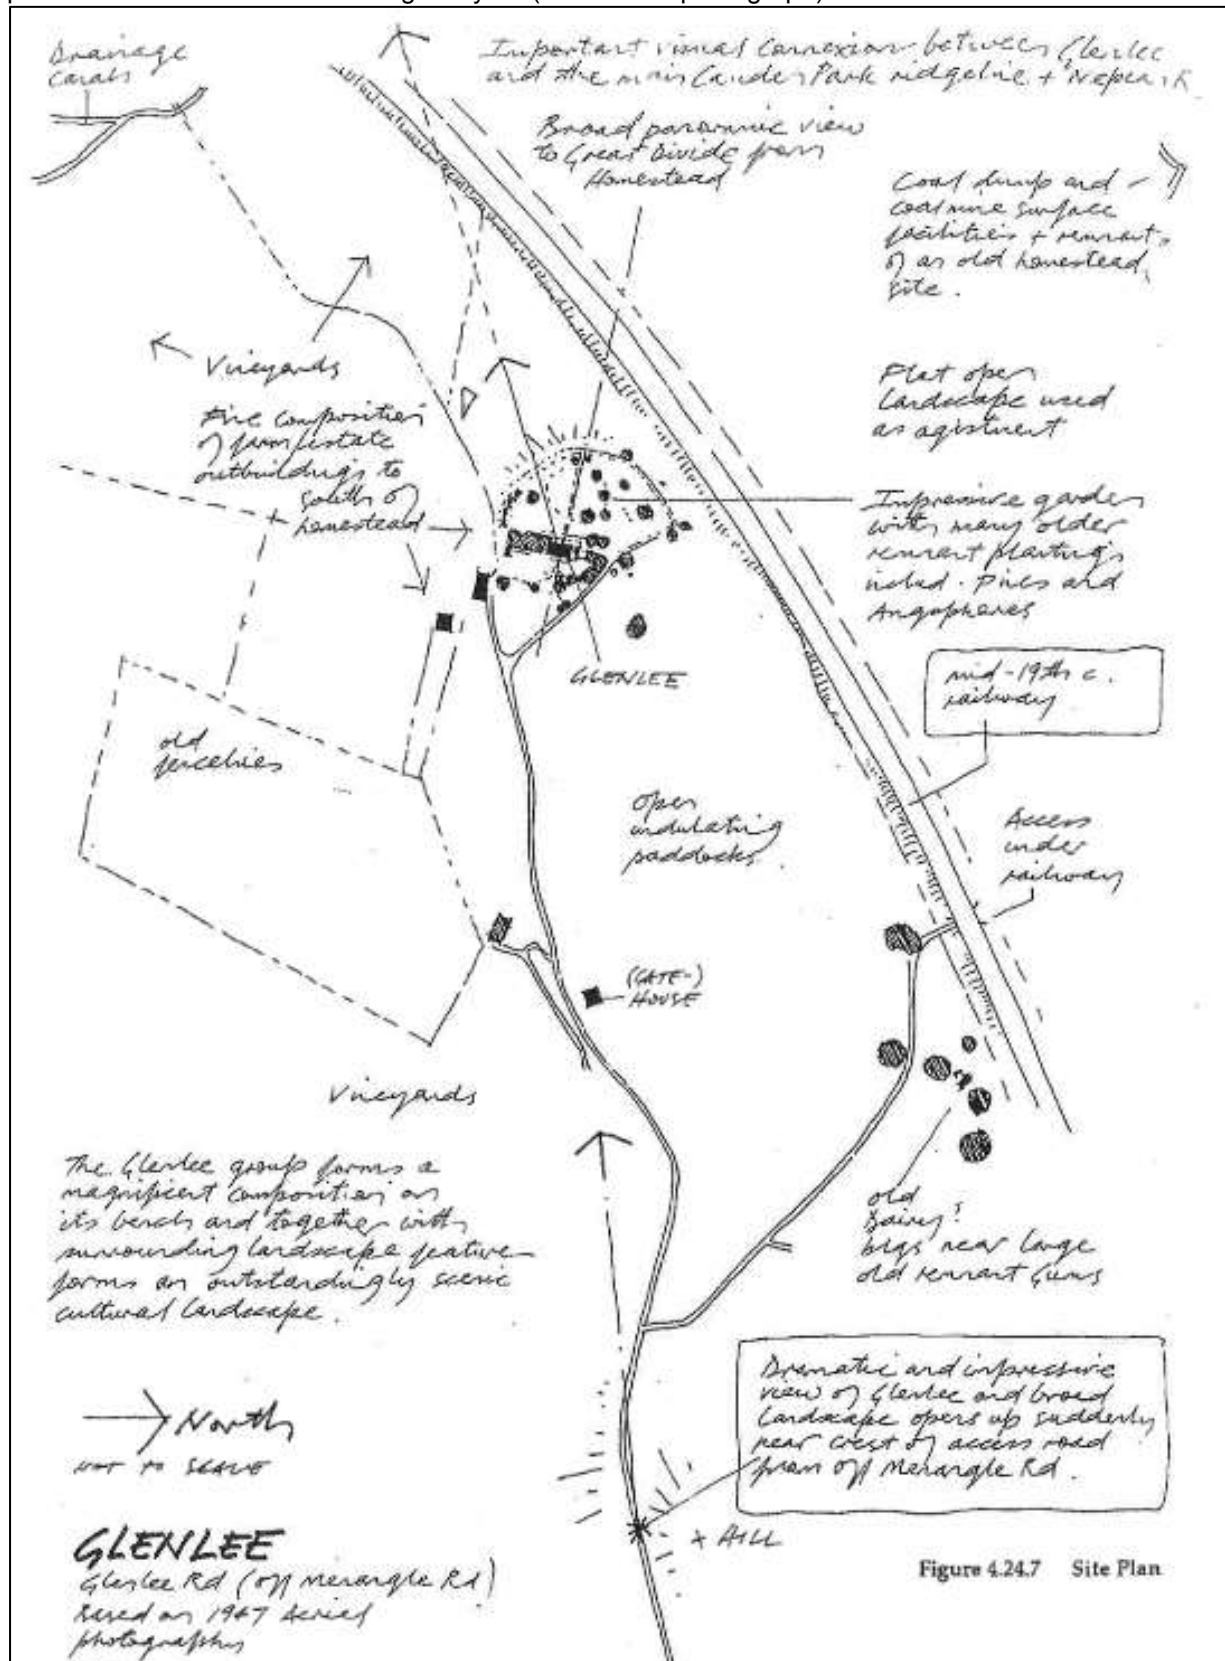 Drainage
Canals
Important visual connexion between Glenlee
and the main Camden Park ridgeline +
Broad panoramic view
to Great Divide from
Homestead
Coal dump and
coalmine surface
facilities + remnants
of an old homestead
site.
Vineyards
Fine composition
of farm estate
outbuildings to
south of
homestead
Flat open
landscape used
as agistment
Impressive garden
with many older
remnant plantings
includ. Pines and
Angopheras
GLENLEE
mid-19th c.
railway
old
fencelines
open
undulating
paddocks
Access
under
railway
(GATE-)
HOUSE
Vineyards
The Glenlee group forms a
magnificent composition on
its bench and together with
surrounding landscape feature
forms an outstandingly scenic
cultural landscape.
old
Dairy?
bldgs near large
old remnant Gums
Dramatic and impressive
view of Glenlee and broad
landscape opens up suddenly
near crest of access road
from off Menangle Rd.
North
NOT TO SCALE
+ HILL
GLENLEE
Glenlee Rd (off Menangle Rd)
Based on 1947 Aerial
photographs
Figure 4.24.7 Site Plan